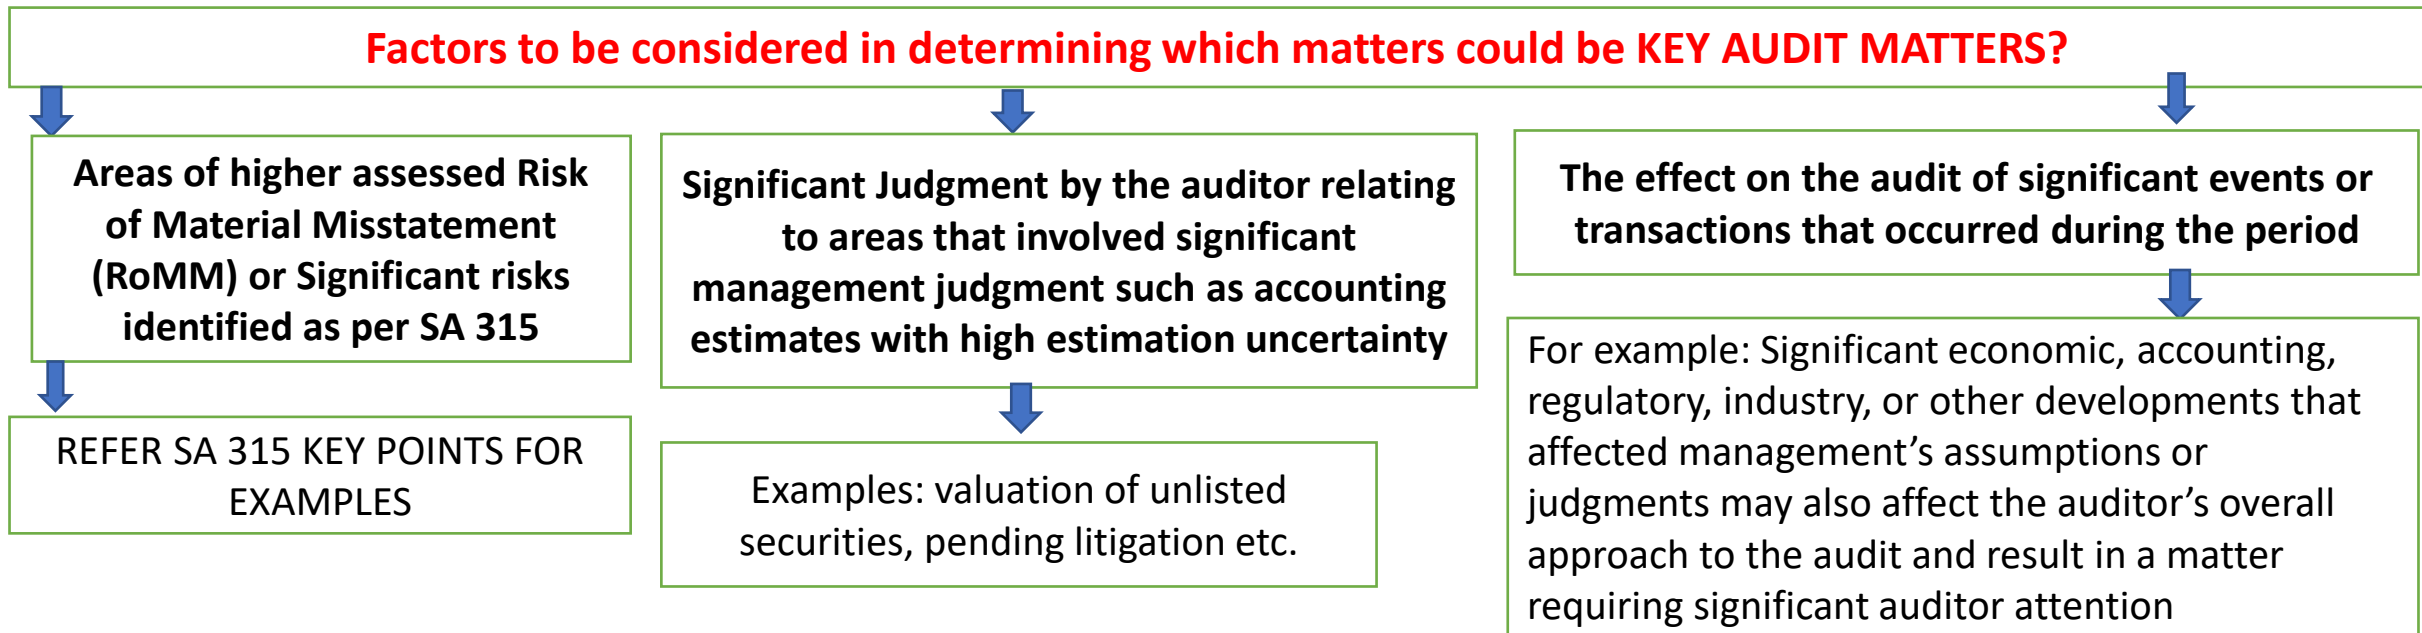 Factors to be considered in determining which matters could be KEY AUDIT MATTERS?
Areas of higher assessed Risk
of Material Misstatement
(RoMM) or Significant risks
identified as per SA 315
REFER SA 315 KEY POINTS FOR
EXAMPLES
Significant Judgment by the auditor relating
to areas that involved significant
management judgment such as accounting
estimates with high estimation uncertainty
Examples: valuation of unlisted
securities, pending litigation etc.
The effect on the audit of significant events or
transactions that occurred during the period
For example: Significant economic, accounting,
regulatory, industry, or other developments that
affected management’s assumptions or
judgments may also affect the auditor’s overall
approach to the audit and result in a matter
requiring significant auditor attention